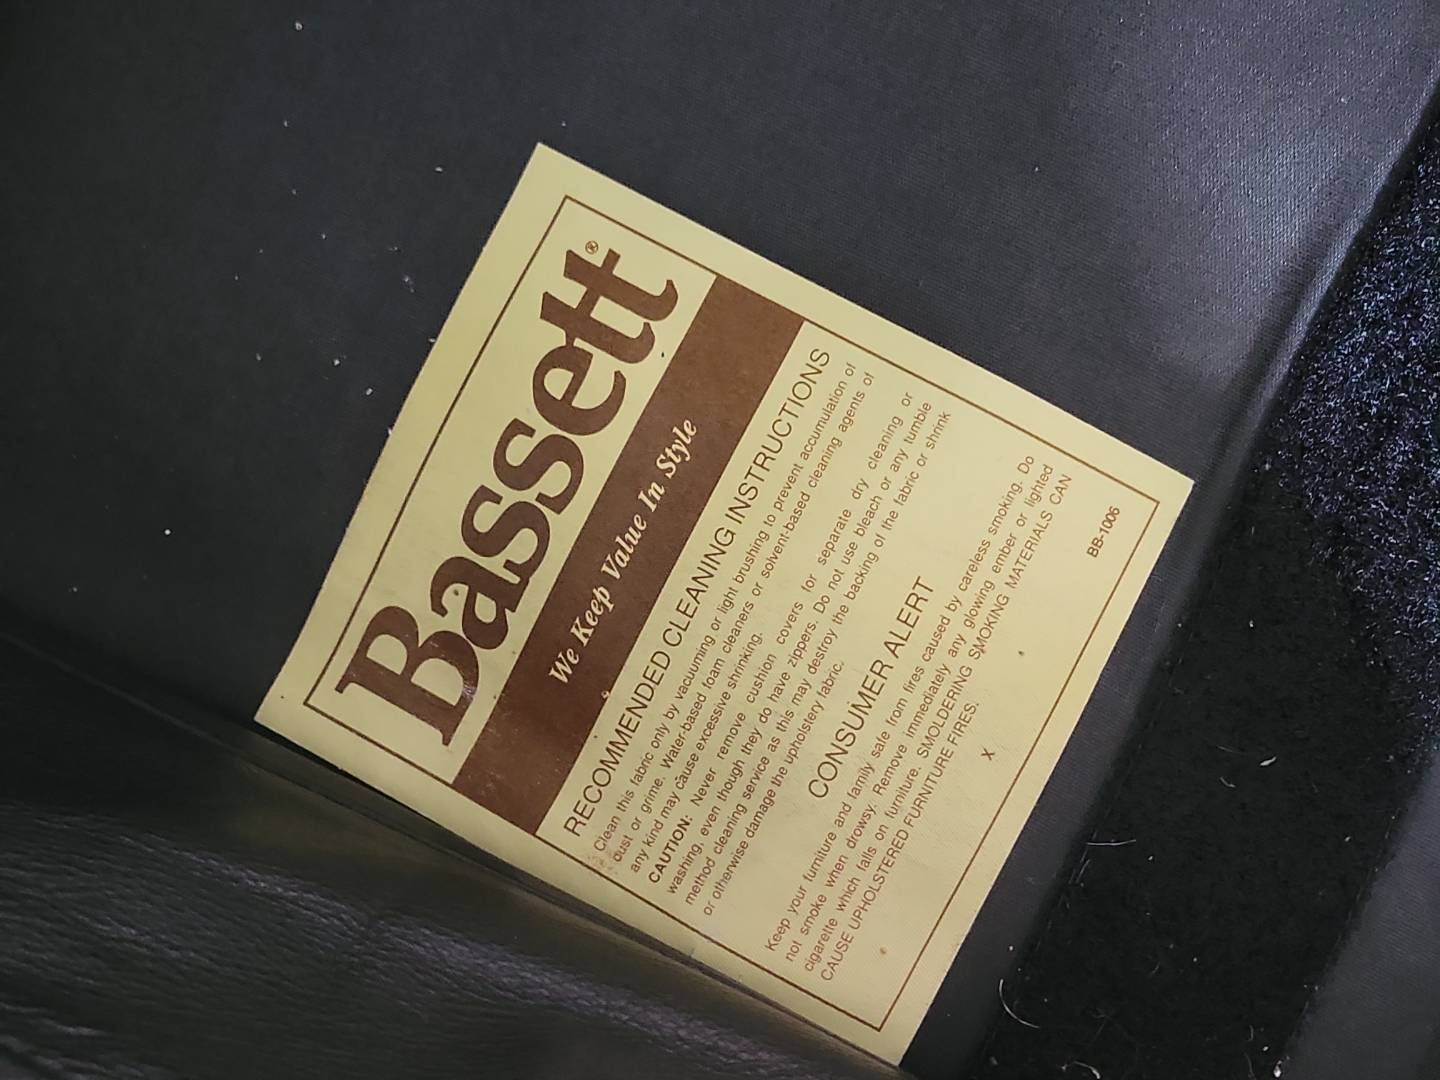 Bassett®
We Keep Value In Style
RECOMMENDED CLEANING INSTRUCTIONS
Clean this fabric only by vacuuming or light brushing to prevent accumulation of
dust or grime. Water-based foam cleaners or solvent-based cleaning agents of
any kind may cause excessive shrinking.
CAUTION: Never remove cushion covers for separate dry cleaning or
washing, even though they do have zippers. Do not use bleach or any tumble
method cleaning service as this may destroy the backing of the fabric or shrink
or otherwise damage the upholstery fabric.
CONSUMER ALERT
Keep your furniture and family safe from fires caused by careless smoking. Do
not smoke when drowsy. Remove immediately any glowing ember or lighted
cigarette which falls on furniture. SMOLDERING SMOKING MATERIALS CAN
CAUSE UPHOLSTERED FURNITURE FIRES.
X
BB-1006